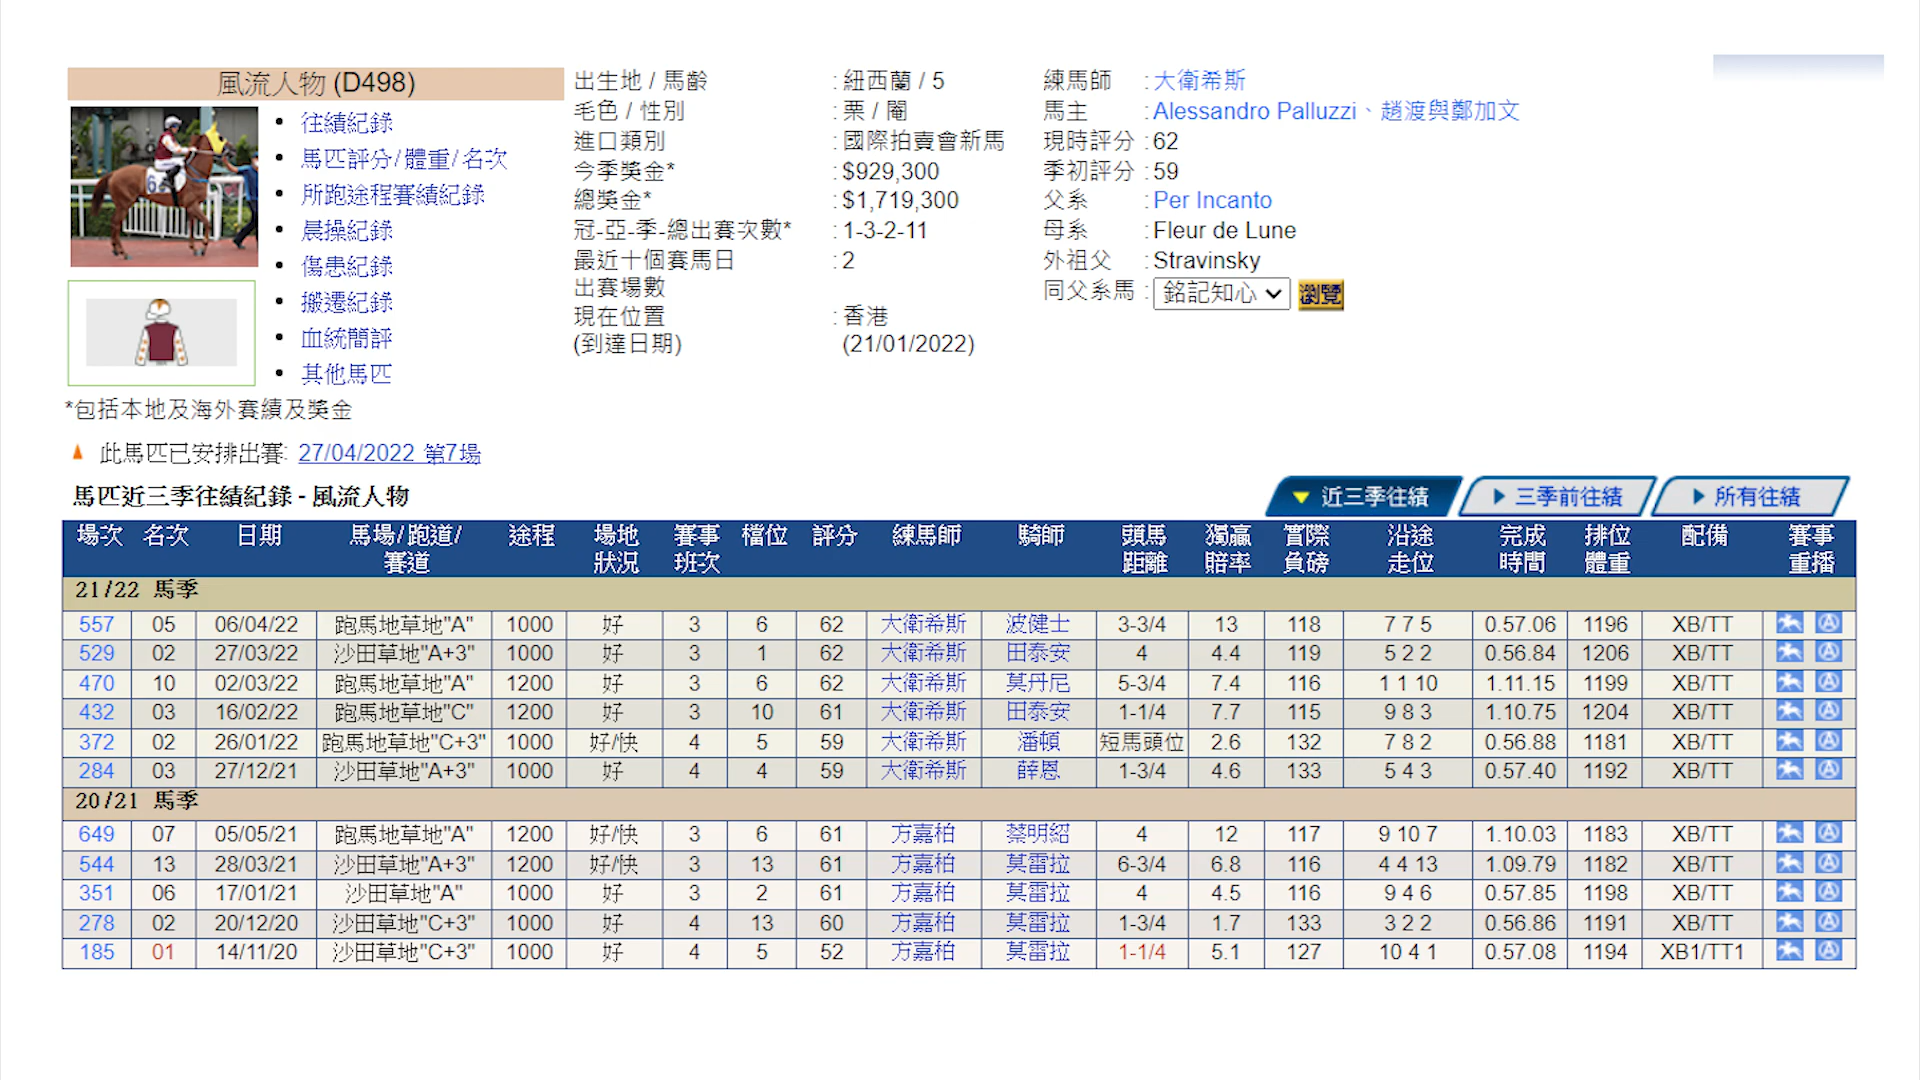 風流人物 (D498)
往績紀錄
馬匹評分/體重/名次
所跑途程賽績紀錄
晨操紀錄
傷患紀錄
搬遷紀錄
血統簡評
其他馬匹
*包括本地及海外賽績及獎金
出生地 / 馬齡 : 紐西蘭 / 5
毛色 / 性別 : 栗 / 閹
進口類別 : 國際拍賣會新馬
今季獎金* : $929,300
總獎金* : $1,719,300
冠-亞-季-總出賽次數* : 1-3-2-11
最近十個賽馬日 : 2
出賽場數
現在位置 : 香港
(到達日期) (21/01/2022)
練馬師 : 大衛希斯
馬主 : Alessandro Palluzzi、趙渡與鄭加文
現時評分 : 62
季初評分 : 59
父系 : Per Incanto
母系 : Fleur de Lune
外祖父 : Stravinsky
同父系馬 : 銘記知心 瀏覽
此馬匹已安排出賽: 27/04/2022 第7場
馬匹近三季往績紀錄 - 風流人物
近三季往績 三季前往績 所有往績
場次 名次 日期 馬場/跑道/ 途程 場地 賽事 檔位 評分 練馬師 騎師 頭馬 獨贏 實際 沿途 完成 排位 配備 賽事
賽道 狀況 班次 距離 賠率 負磅 走位 時間 體重 重播
21/22 馬季
557 05 06/04/22 跑馬地草地"A" 1000 好 3 6 62 大衛希斯 波健士 3-3/4 13 118 7 7 5 0.57.06 1196 XB/TT
529 02 27/03/22 沙田草地"A+3" 1000 好 3 1 62 大衛希斯 田泰安 4 4.4 119 5 2 2 0.56.84 1206 XB/TT
470 10 02/03/22 跑馬地草地"A" 1200 好 3 6 62 大衛希斯 莫丹尼 5-3/4 7.4 116 1 1 10 1.11.15 1199 XB/TT
432 03 16/02/22 跑馬地草地"C" 1200 好 3 10 61 大衛希斯 田泰安 1-1/4 7.7 115 9 8 3 1.10.75 1204 XB/TT
372 02 26/01/22 跑馬地草地"C+3" 1000 好/快 4 5 59 大衛希斯 潘頓 短馬頭位 2.6 132 7 8 2 0.56.88 1181 XB/TT
284 03 27/12/21 沙田草地"A+3" 1000 好 4 4 59 大衛希斯 薛恩 1-3/4 4.6 133 5 4 3 0.57.40 1192 XB/TT
20/21 馬季
649 07 05/05/21 跑馬地草地"A" 1200 好/快 3 6 61 方嘉柏 蔡明紹 4 12 117 9 10 7 1.10.03 1183 XB/TT
544 13 28/03/21 沙田草地"A+3" 1200 好/快 3 13 61 方嘉柏 莫雷拉 6-3/4 6.8 116 4 4 13 1.09.79 1182 XB/TT
351 06 17/01/21 沙田草地"A" 1000 好 3 2 61 方嘉柏 莫雷拉 4 4.5 116 9 4 6 0.57.85 1198 XB/TT
278 02 20/12/20 沙田草地"C+3" 1000 好 4 13 60 方嘉柏 莫雷拉 1-3/4 1.7 133 3 2 2 0.56.86 1191 XB/TT
185 01 14/11/20 沙田草地"C+3" 1000 好 4 5 52 方嘉柏 莫雷拉 1-1/4 5.1 127 10 4 1 0.57.08 1194 XB1/TT1